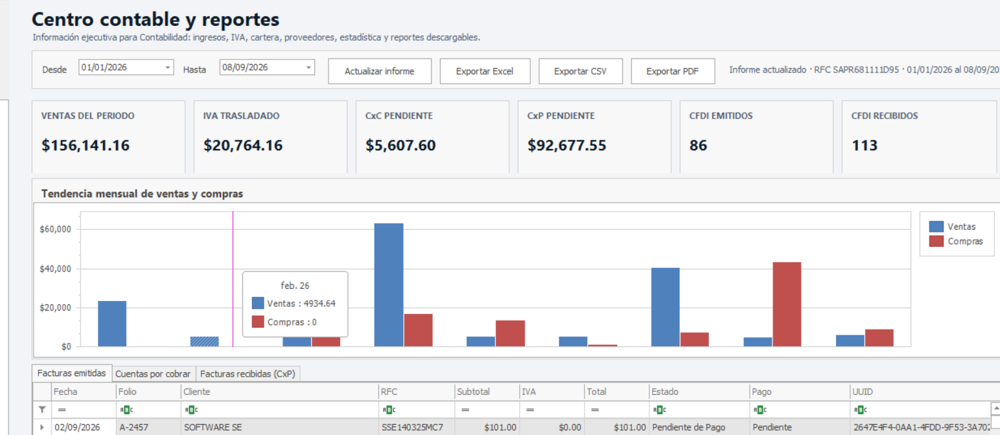 Centro contable y reportes
Información ejecutiva para Contabilidad: ingresos, IVA, cartera, proveedores, estadística y reportes descargables.
Desde 01/01/2026 Hasta 08/09/2026 Actualizar informe Exportar Excel Exportar CSV Exportar PDF Informe actualizado · RFC SAPR681111D95 · 01/01/2026 al 08/09/20
VENTAS DEL PERIODO IVA TRASLADADO CxC PENDIENTE CxP PENDIENTE CFDI EMITIDOS CFDI RECIBIDOS
$156,141.16 $20,764.16 $5,607.60 $92,677.55 86 113
Tendencia mensual de ventas y compras
$60,000
$40,000
$20,000
$0
feb. 26
Ventas : 4934.64
Compras : 0
Ventas
Compras
Facturas emitidas Cuentas por cobrar Facturas recibidas (CxP)
Fecha Folio Cliente RFC Subtotal IVA Total Estado Pago UUID
= ABC ABC ABC = = = ABC ABC ABC
02/09/2026 A-2457 SOFTWARE SE SSE140325MC7 $101.00 $0.00 $101.00 Pendiente de Pago Pendiente 2647E4F4-0AA1-4FDD-9F53-3A702